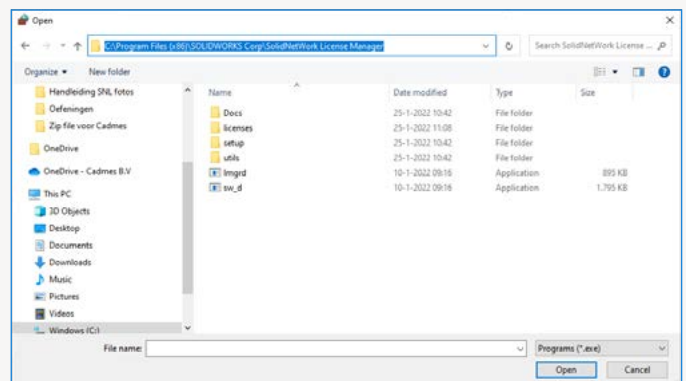 Open
C:\Program Files (x86)\SOLIDWORKS Corp\SolidNetWork License Manager
Search SolidNetWork License ...
Organize
New folder
Handleiding SNL fotos
Oefeningen
Zip file voor Cadmes
OneDrive
OneDrive - Cadmes B.V
This PC
3D Objects
Desktop
Documents
Downloads
Music
Pictures
Videos
Windows (C:)
Name Date modified Type Size
Docs 25-1-2022 10:42 File folder
licenses 25-1-2022 11:08 File folder
setup 25-1-2022 10:42 File folder
utils 25-1-2022 10:42 File folder
lmgrd 10-1-2022 09:16 Application 895 KB
sw_d 10-1-2022 09:16 Application 1.795 KB
File name:
Programs (*.exe)
Open Cancel